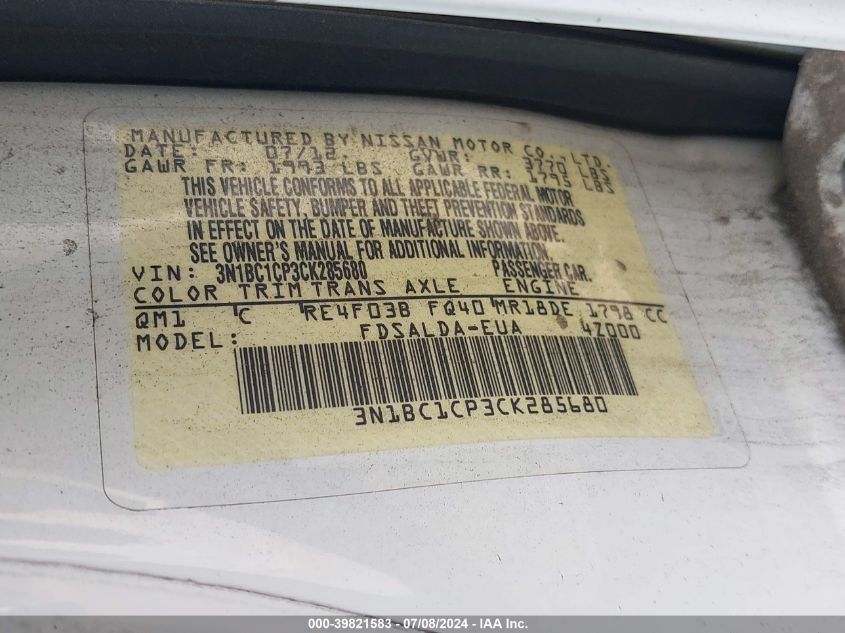 MANUFACTURED BY NISSAN MOTOR CO., LTD.
DATE: 07/12. GVWR: 3770 LBS
GAWR FR: 1993 LBS GAWR RR: 1795 LBS
THIS VEHICLE CONFORMS TO ALL APPLICABLE FEDERAL MOTOR
VEHICLE SAFETY, BUMPER AND THEFT PREVENTION STANDARDS
IN EFFECT ON THE DATE OF MANUFACTURE SHOWN ABOVE.
SEE OWNER'S MANUAL FOR ADDITIONAL INFORMATION.
VIN: 3N1BC1CP3CK285680 PASSENGER CAR.
COLOR TRIM TRANS AXLE ENGINE
QM1 C RE4F03B FQ40 MR18DE 1798 CC
MODEL: FDSALDA-EUA 4Z000
3N1BC1CP3CK285680
000-39821583 - 07/08/2024 - IAA Inc.